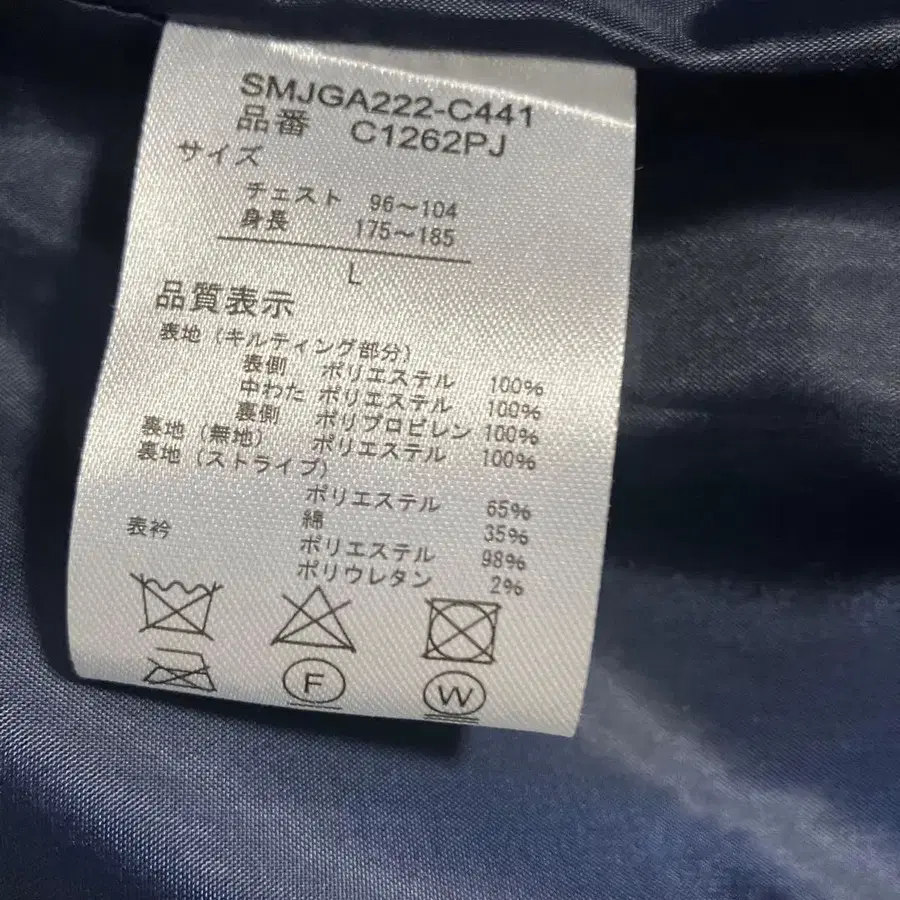 SMJGA222-C441
品番 C1262PJ
サイズ
チェスト 96〜104
身長 175〜185
L
品質表示
表地(キルティング部分)
表側 ポリエステル 100%
中わた ポリエステル 100%
裏側 ポリプロピレン 100%
裏地(無地) ポリエステル 100%
裏地(ストライプ)
ポリエステル 65%
綿 35%
表衿 ポリエステル 98%
ポリウレタン 2%
F
W